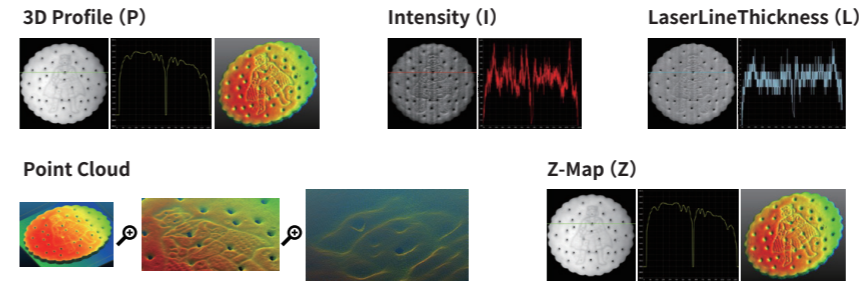 3D Profile (P)
Intensity (I)
LaserLineThickness (L)
Point Cloud
Z-Map (Z)